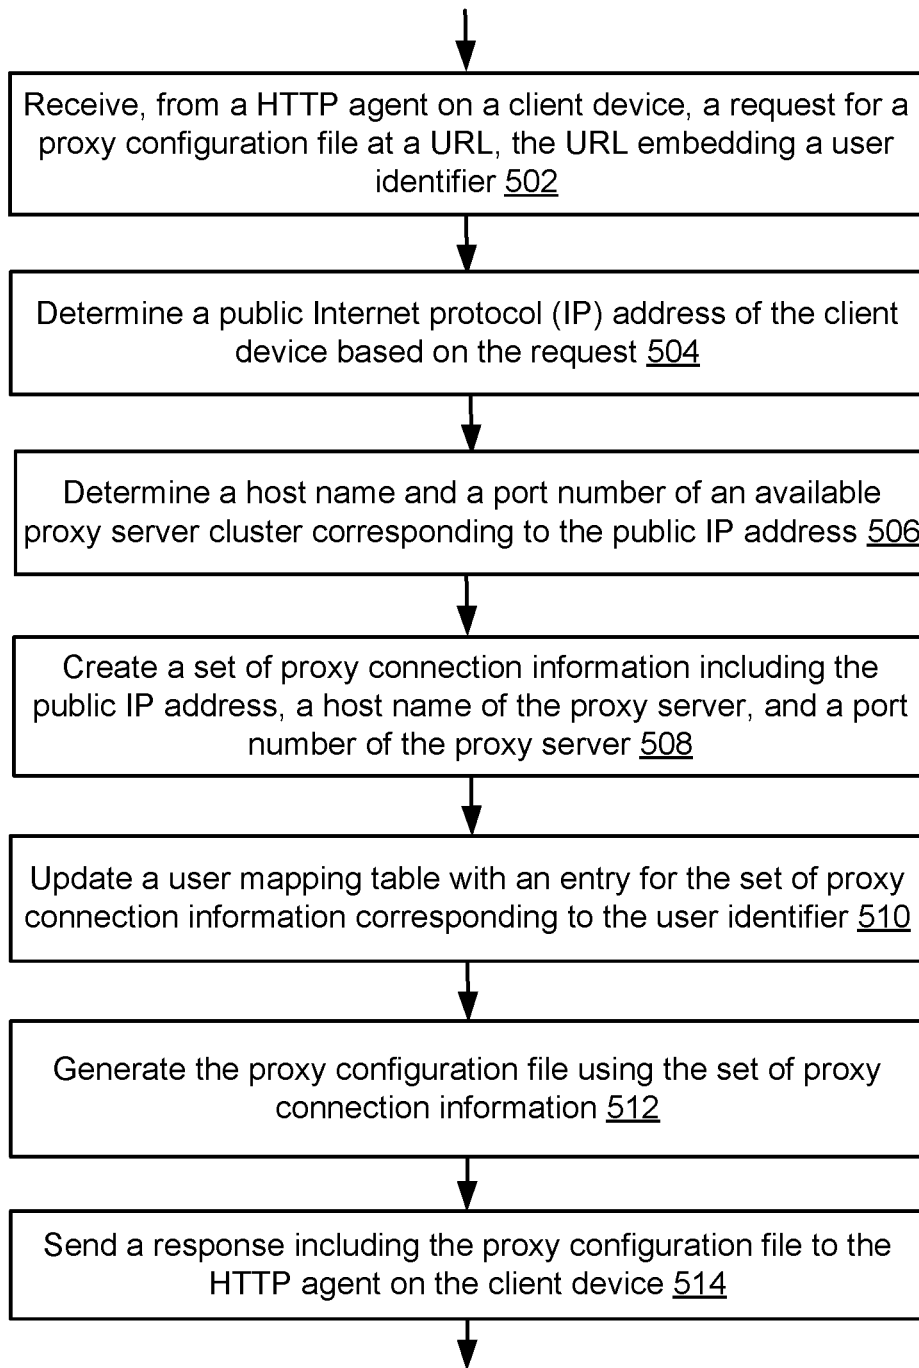 Receive, from a HTTP agent on a client device, a request for a
proxy configuration file at a URL, the URL embedding a user
identifier 502
Determine a public Internet protocol (IP) address of the client
device based on the request 504
Determine a host name and a port number of an available
proxy server cluster corresponding to the public IP address 506
Create a set of proxy connection information including the
public IP address, a host name of the proxy server, and a port
number of the proxy server 508
Update a user mapping table with an entry for the set of proxy
connection information corresponding to the user identifier 510
Generate the proxy configuration file using the set of proxy
connection information 512
Send a response including the proxy configuration file to the
HTTP agent on the client device 514